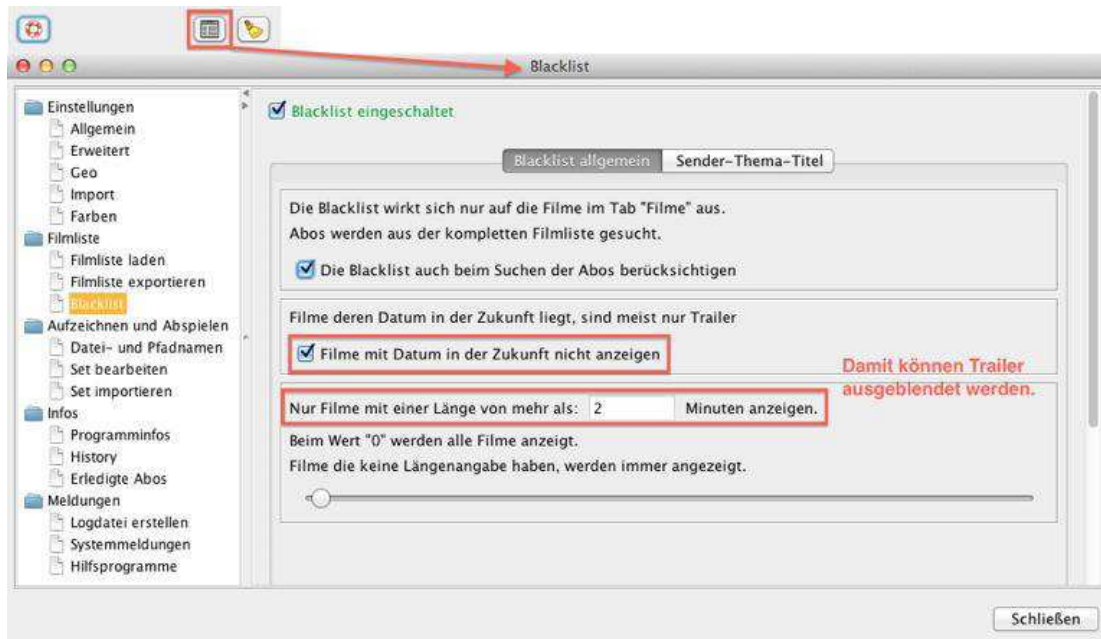 Blacklist
Einstellungen
Allgemein
Erweitert
Geo
Import
Farben
Filmliste
Filmliste laden
Filmliste exportieren
Blacklist
Aufzeichnen und Abspielen
Datei- und Pfadnamen
Set bearbeiten
Set importieren
Infos
Programminfos
History
Erledigte Abos
Meldungen
Logdatei erstellen
Systemmeldungen
Hilfsprogramme
Blacklist eingeschaltet
Blacklist allgemein Sender-Thema-Titel
Die Blacklist wirkt sich nur auf die Filme im Tab "Filme" aus.
Abos werden aus der kompletten Filmliste gesucht.
Die Blacklist auch beim Suchen der Abos berücksichtigen
Filme deren Datum in der Zukunft liegt, sind meist nur Trailer
Filme mit Datum in der Zukunft nicht anzeigen
Damit können Trailer
ausgeblendet werden.
Nur Filme mit einer Länge von mehr als: 2 Minuten anzeigen.
Beim Wert "0" werden alle Filme anzeigt.
Filme die keine Längenangabe haben, werden immer angezeigt.
Schließen